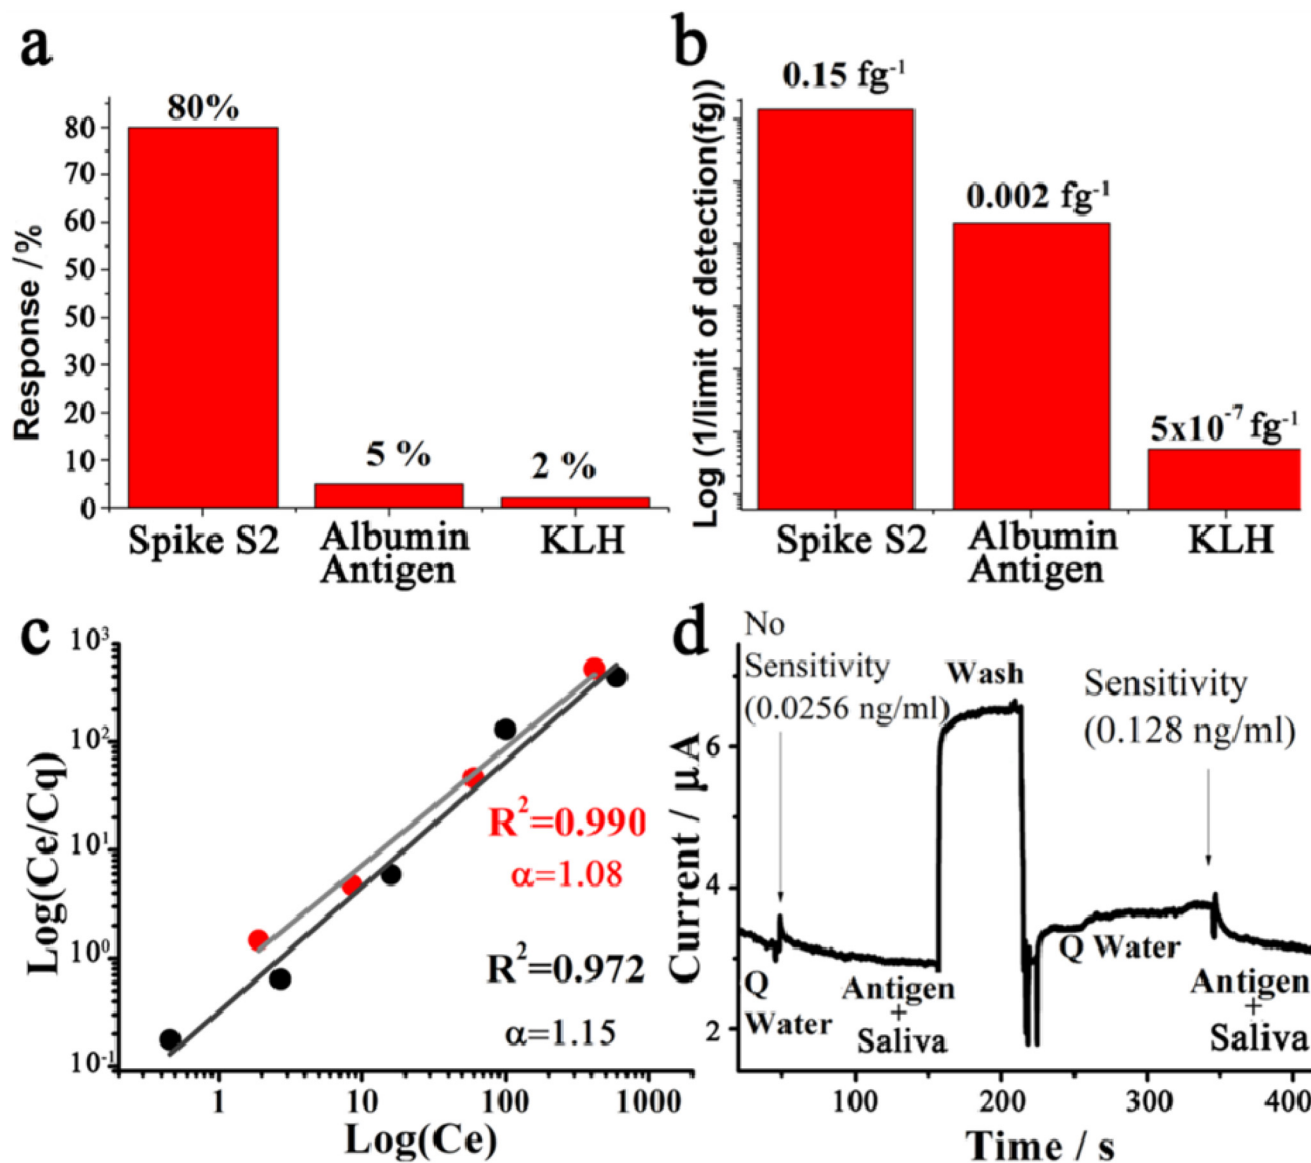 a
80%
5 %
2 %
Response /%
80
70
60
50
50
30
20
10
0
Spike S2
Albumin
Antigen
KLH
b
0.15 fg⁻¹
0.002 fg⁻¹
5x10⁻⁷ fg⁻¹
Log (1/limit of detection(fg))
Spike S2
Albumin
Antigen
KLH
c
Log(Ce/Cq)
10³
10²
10¹
10⁰
10⁻¹
R²=0.990
α=1.08
R²=0.972
α=1.15
1
10
100
1000
Log(Ce)
d
No
Sensitivity
(0.0256 ng/ml)
Wash
Sensitivity
(0.128 ng/ml)
Current / µA
6
4
2
Q
Water
Antigen
+
Saliva
Q Water
Antigen
+
Saliva
100
200
300
400
Time / s